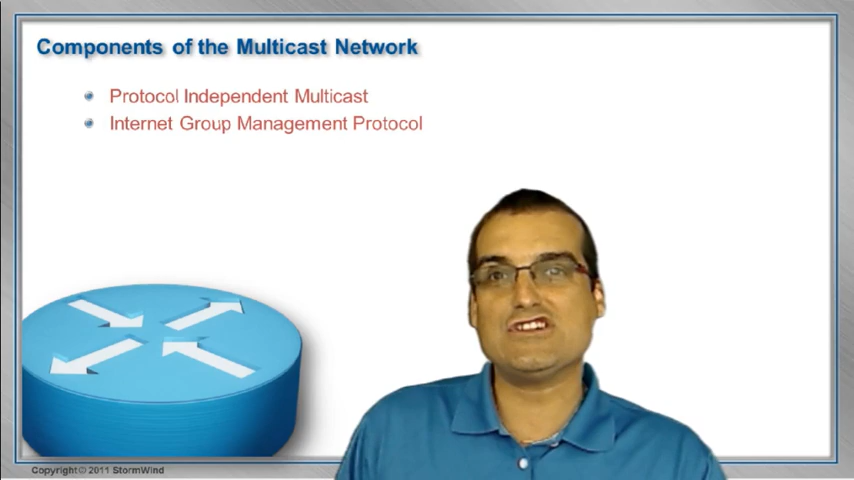 Components of the Multicast Network
Protocol Independent Multicast
Internet Group Management Protocol
Copyright © 2011 StormWind